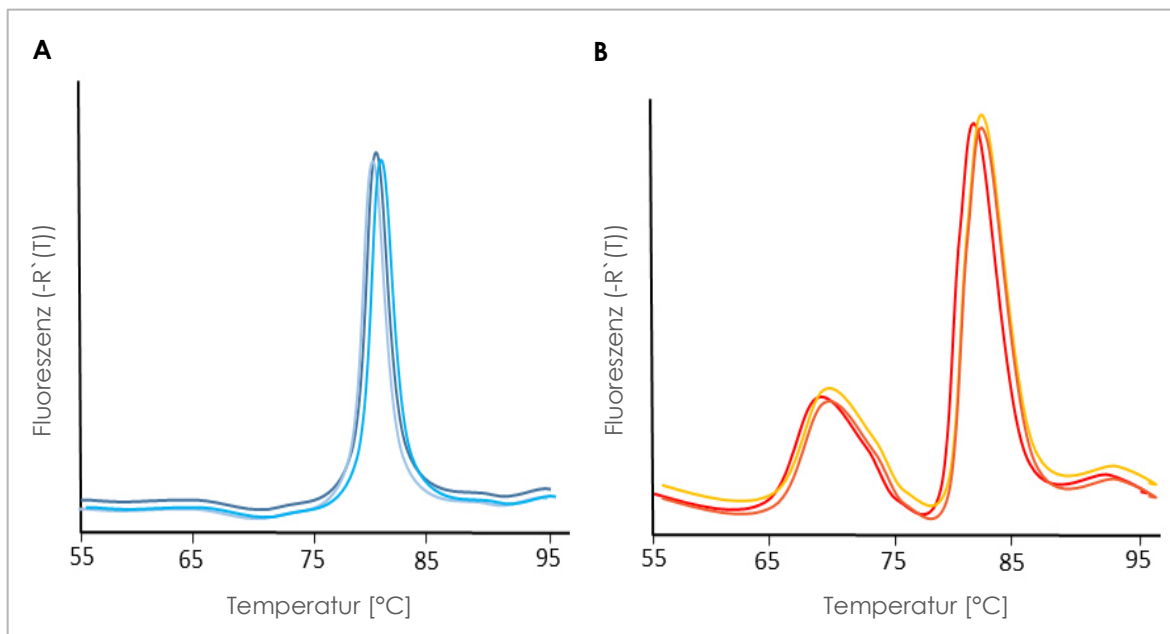 A
B
Fluoreszenz (-R`(T))
Fluoreszenz (-R`(T))
55 65 75 85 95
55 65 75 85 95
Temperatur [°C]
Temperatur [°C]